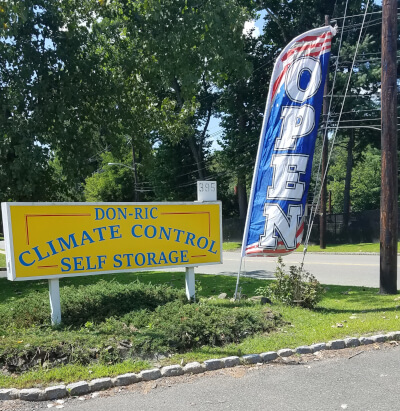 395
DON-RIC
CLIMATE CONTROL
SELF STORAGE
OPEN